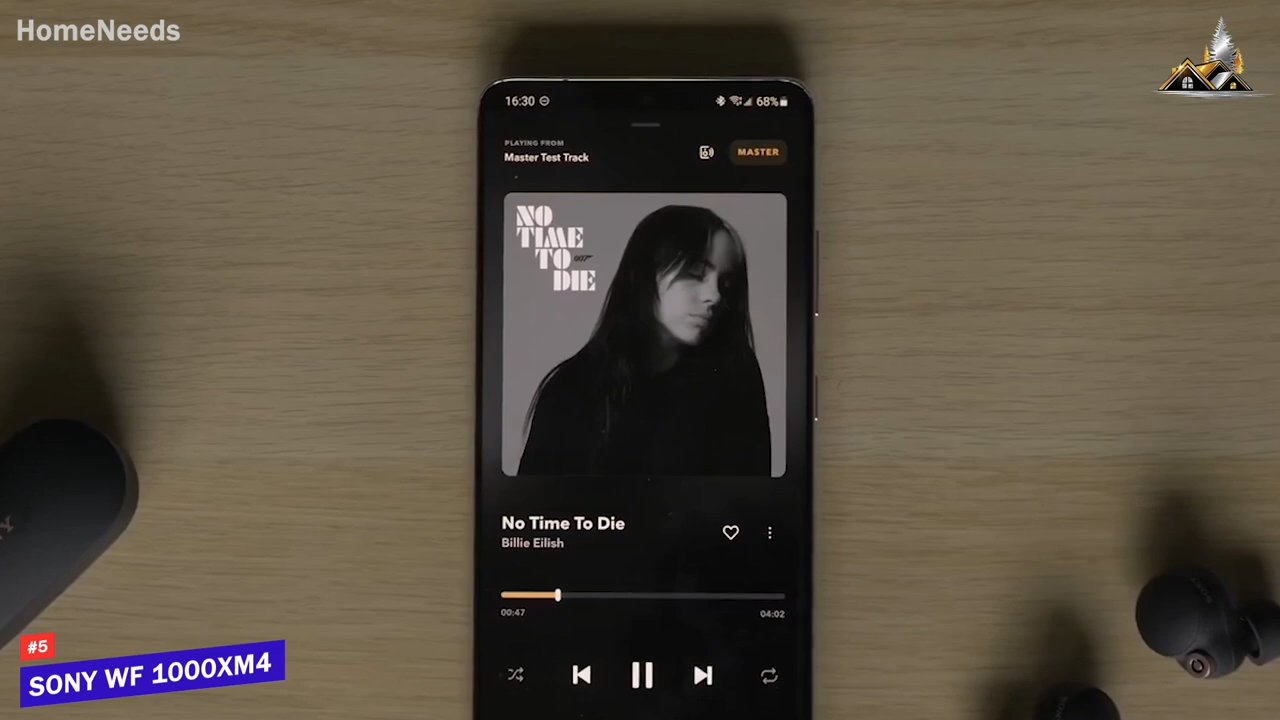 HomeNeeds
16:30
68%
PLAYING FROM
Master Test Track
MASTER
NO
TIME
TO 007
DIE
No Time To Die
Billie Eilish
00:47
04:02
#5
SONY WF 1000XM4